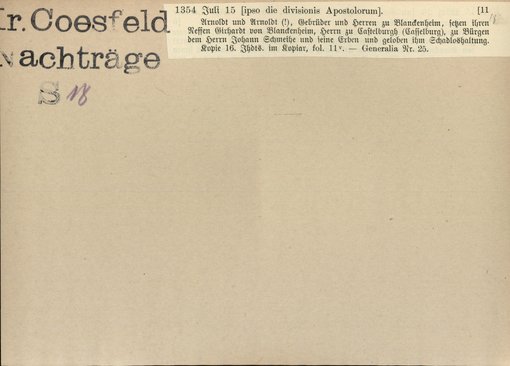 Kr. Coesfeld
Nachträge
S 18
1354 Juli 15 [ipso die divisionis Apostolorum]. [11
Arnoldt und Arnoldt (!), Gebrüder und Herren zu Blanckenheim, setzen ihren
Neffen Girhardt von Blanckenheim, Herrn zu Castelburgh (Casselburg), zu Bürgen
dem Herrn Johann Schmeihe und seine Erben und geloben ihm Schadloshaltung.
Kopie 16. Jhdts. im Kopiar, fol. 11v. — Generalia Nr. 25.